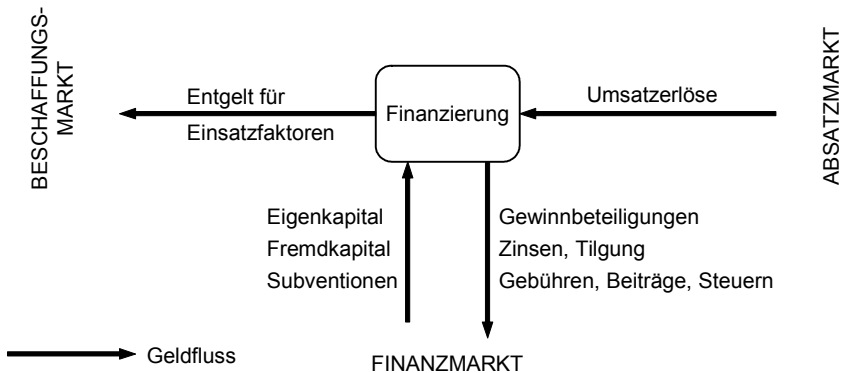 BESCHAFFUNGS-
MARKT
Entgelt für
Einsatzfaktoren
Finanzierung
Umsatzerlöse
ABSATZMARKT
Eigenkapital
Fremdkapital
Subventionen
Gewinnbeteiligungen
Zinsen, Tilgung
Gebühren, Beiträge, Steuern
Geldfluss
FINANZMARKT